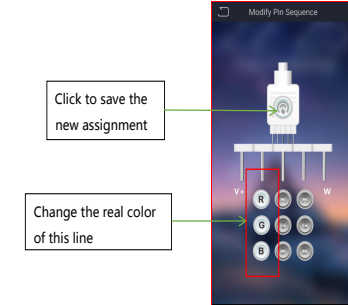 Modify Pin Sequence
Click to save the
new assignment
V+
W
R
Change the real color
of this line
G
B